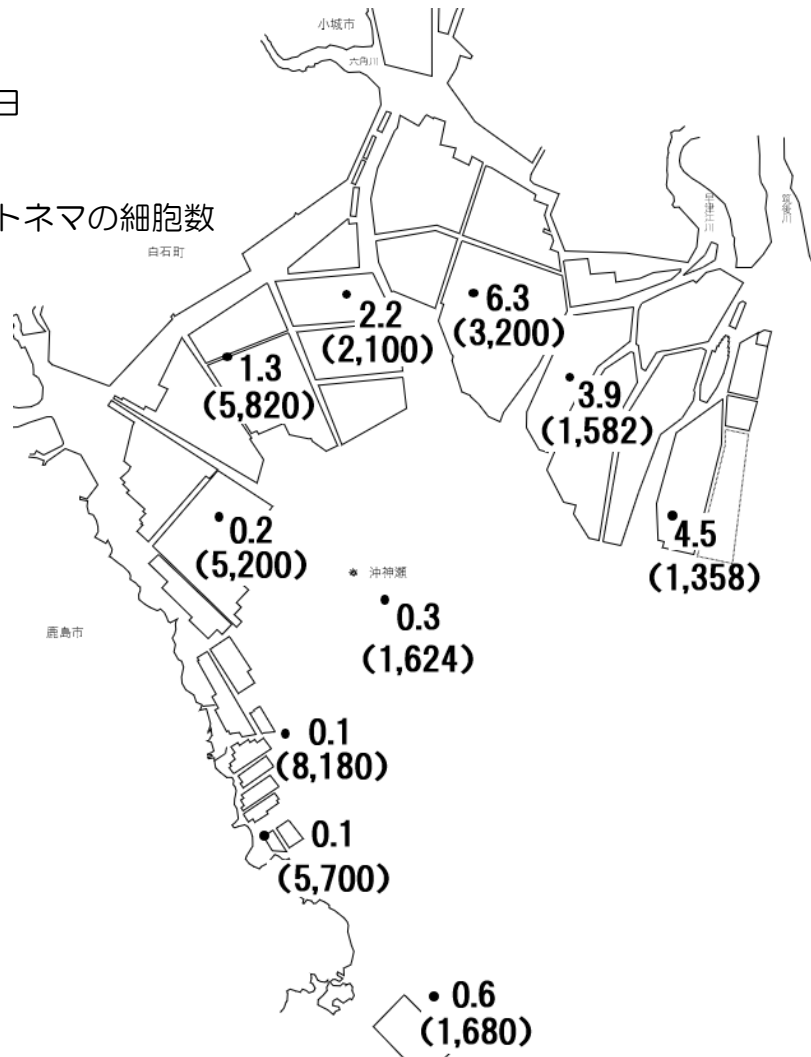 小城市
六角川
日
トネマの細胞数
早津江川
筑後川
白石町
2.2
(2,100)
6.3
(3,200)
1.3
(5,820)
3.9
(1,582)
0.2
(5,200)
4.5
(1,358)
沖神瀬
0.3
(1,624)
鹿島市
0.1
(8,180)
0.1
(5,700)
0.6
(1,680)